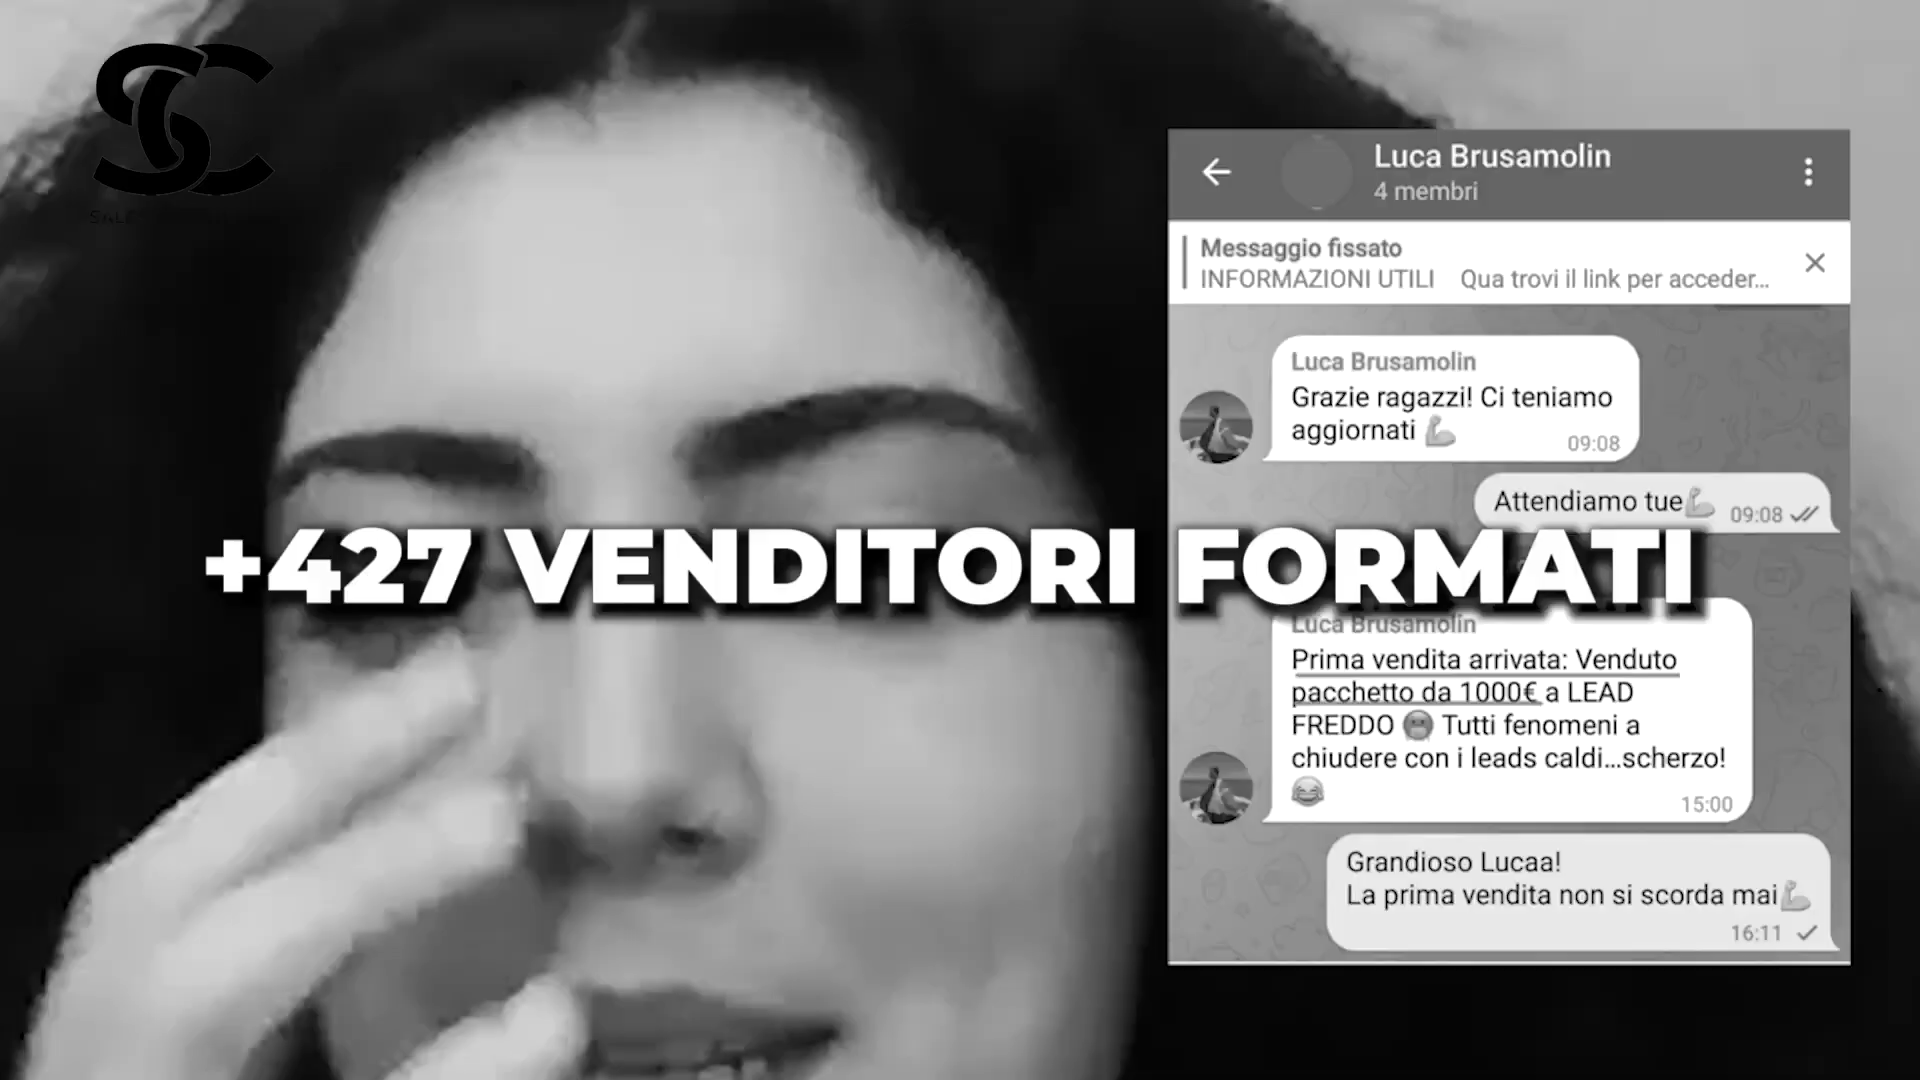 SC
+427 VENDITORI FORMATI
Luca Brusamolin
4 membri
Messaggio fissato
INFORMAZIONI UTILI Qua trovi il link per acceder...
Luca Brusamolin
Grazie ragazzi! Ci teniamo
aggiornati 💪
09:08
Attendiamo tue💪 09:08
Luca Brusamolin
Prima vendita arrivata: Venduto
pacchetto da 1000€ a LEAD
FREDDO Tutti fenomeni a
chiudere con i leads caldi...scherzo!
😂
15:00
Grandioso Lucaa!
La prima vendita non si scorda mai💪
16:11